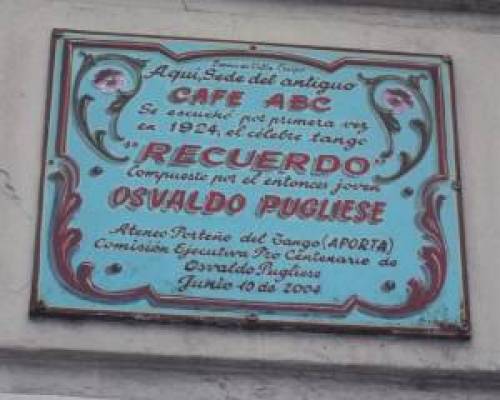 Aquí, Sede del antiguo
CAFE ABC
Se escuchó por primera vez
en 1924, el célebre tango
"RECUERDO"
Compuesto por el entonces joven
OSVALDO PUGLIESE
Ateneo Porteño del Tango (APORTA)
Comisión Ejecutiva Pro Centenario de
Osvaldo Pugliese
Junio 10 de 2004